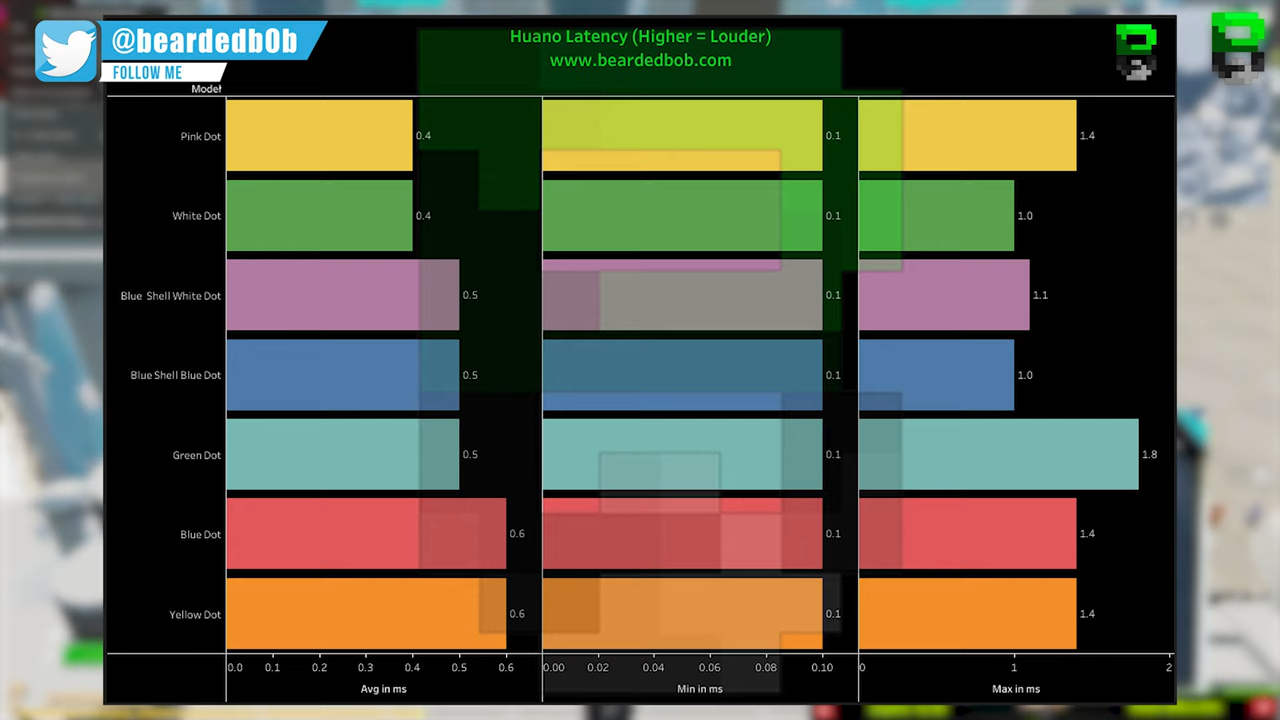 @beardedb0b
FOLLOW ME
Huano Latency (Higher = Louder)
www.beardedbob.com
Model
Pink Dot 0.4 0.1 1.4
White Dot 0.4 0.1 1.0
Blue Shell White Dot 0.5 0.1 1.1
Blue Shell Blue Dot 0.5 0.1 1.0
Green Dot 0.5 0.1 1.8
Blue Dot 0.6 0.1 1.4
Yellow Dot 0.6 0.1 1.4
0.0 0.1 0.2 0.3 0.4 0.5 0.6 0.00 0.02 0.04 0.06 0.08 0.10 0 1 2
Avg in ms Min in ms Max in ms